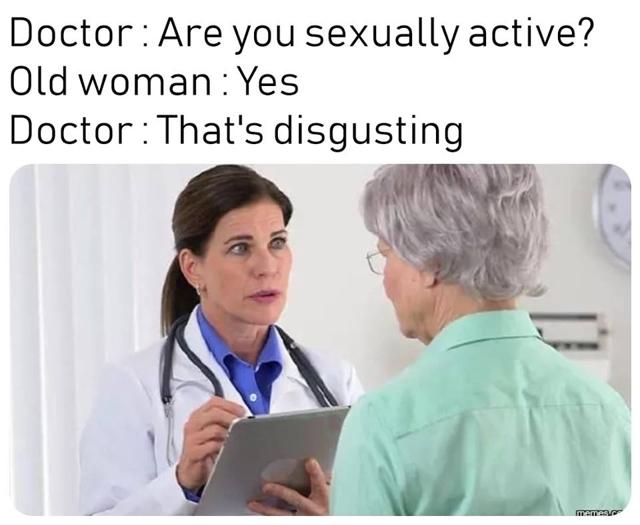 Doctor : Are you sexually active?
Old woman : Yes
Doctor : That's disgusting